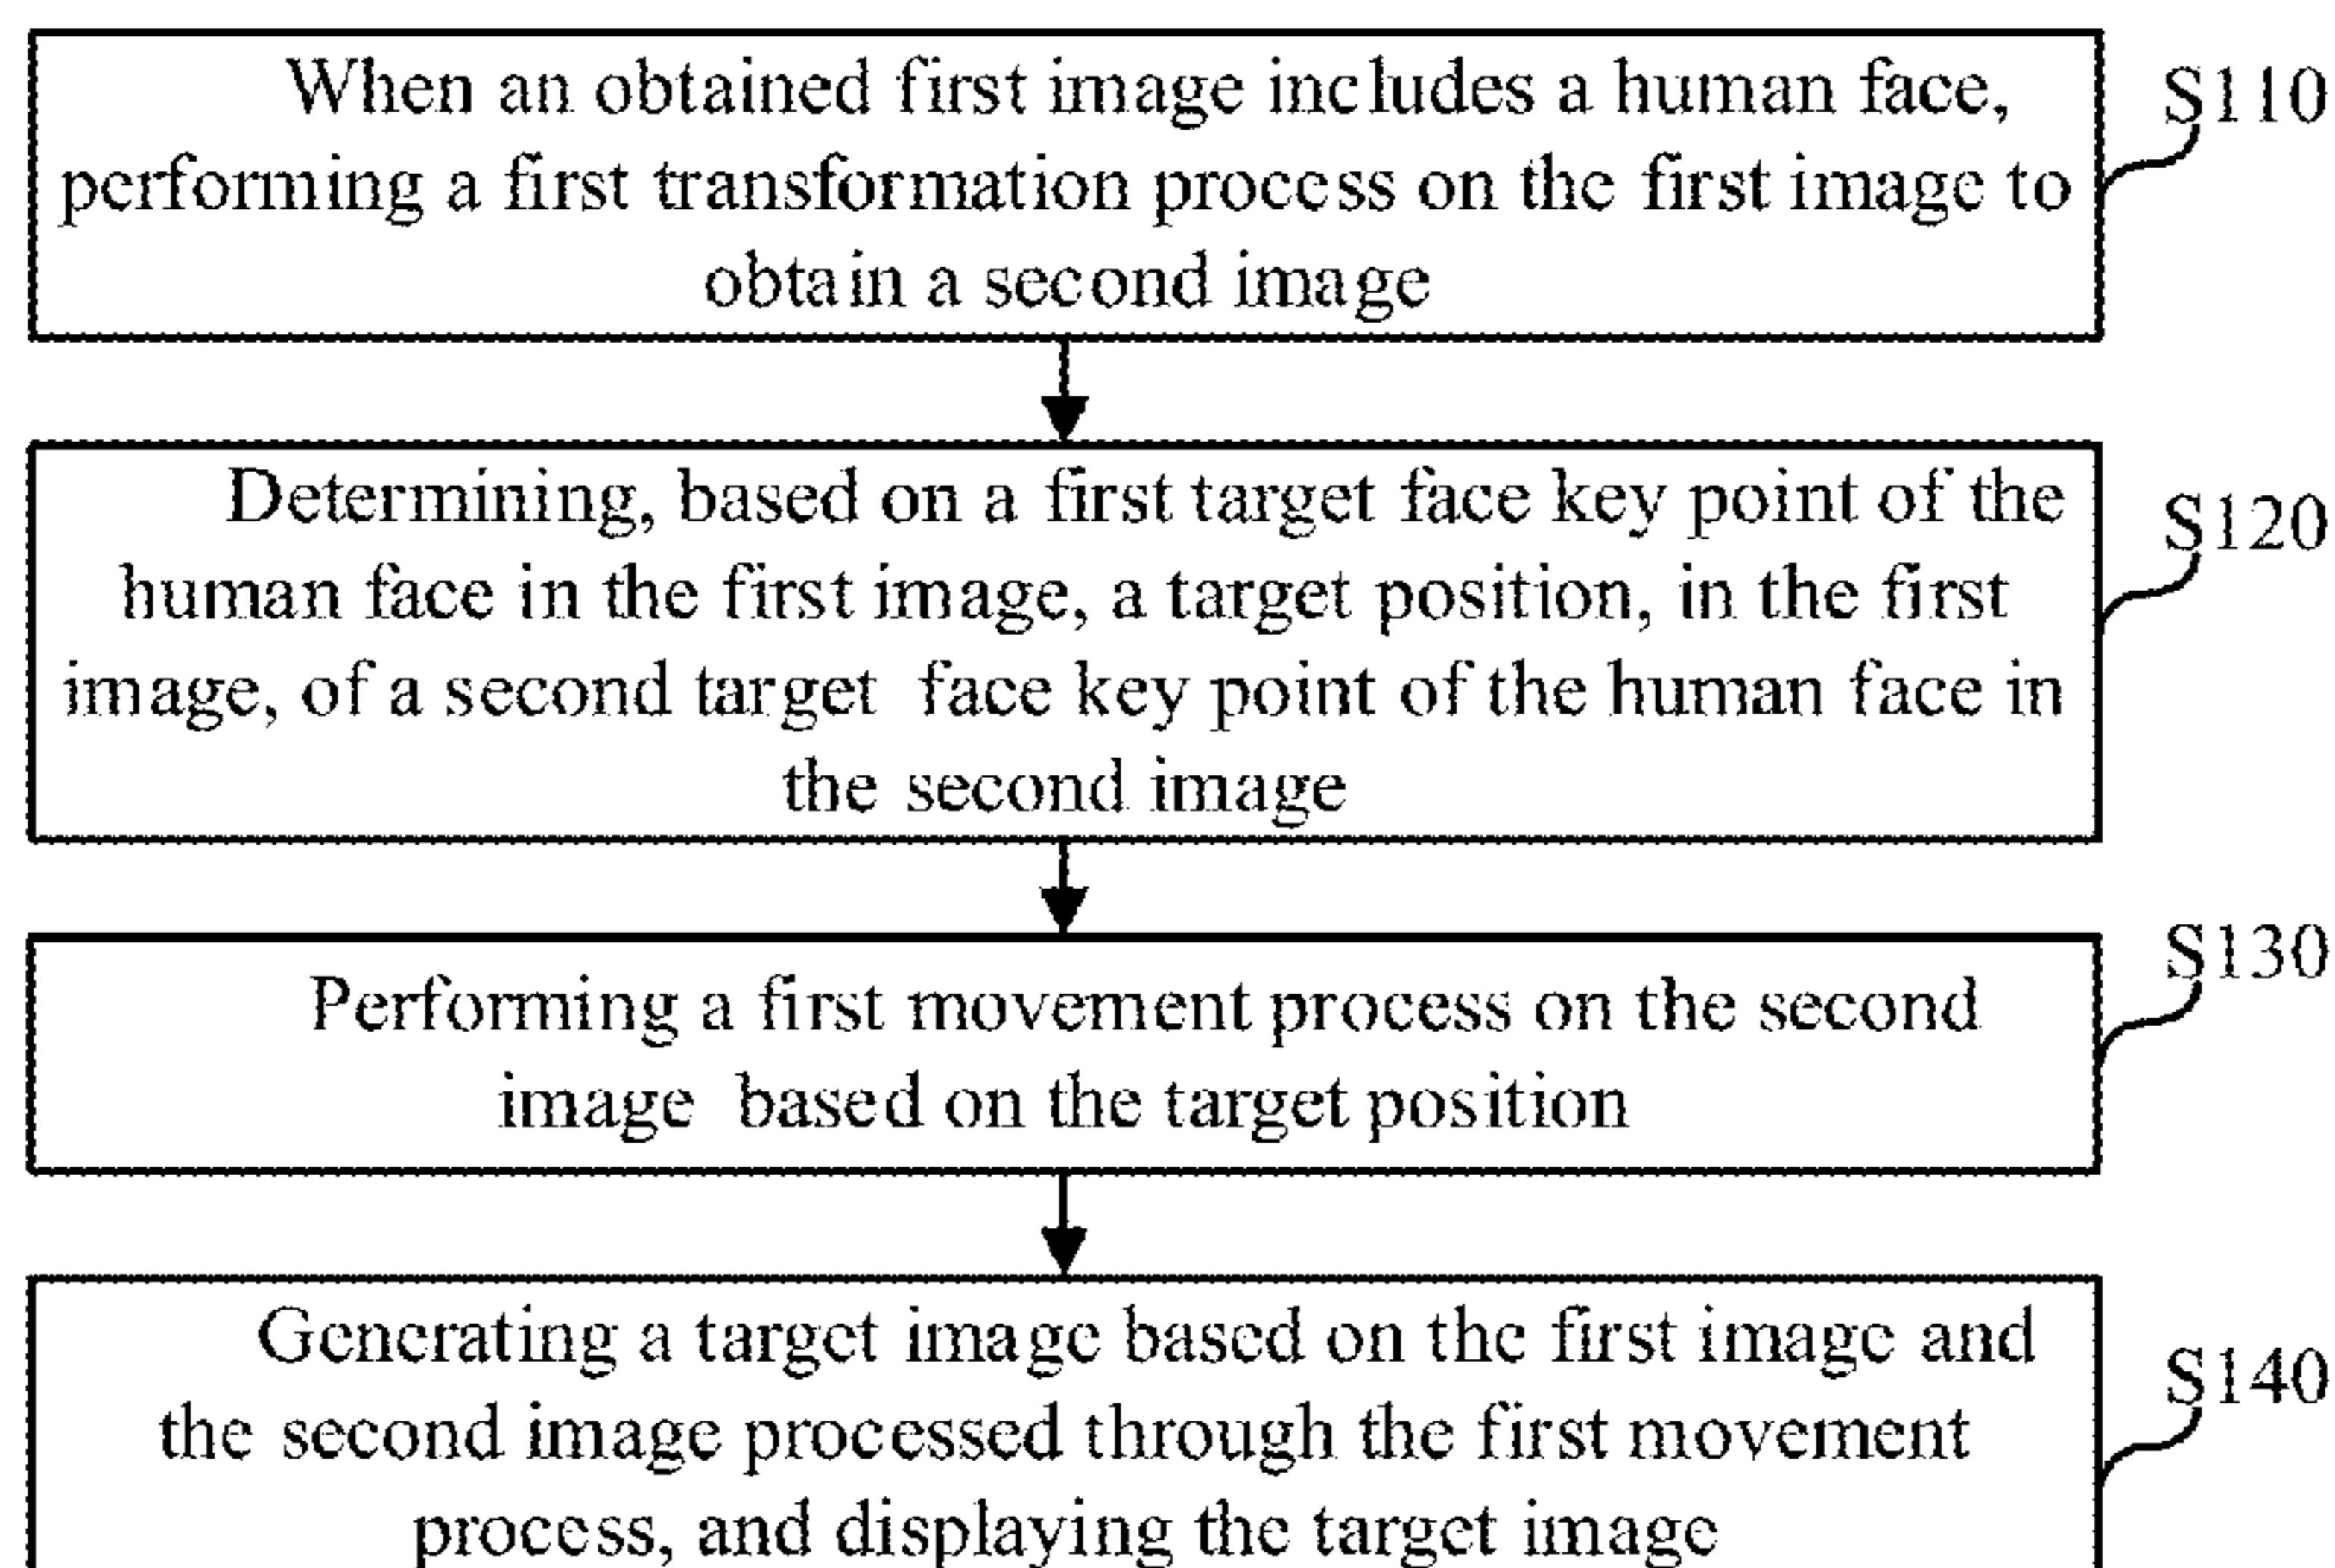 When an obtained first image includes a human face,
performing a first transformation process on the first image to
obtain a second image
S110
Determining, based on a first target face key point of the
human face in the first image, a target position, in the first
image, of a second target face key point of the human face in
the second image
S120
Performing a first movement process on the second
image based on the target position
S130
Generating a target image based on the first image and
the second image processed through the first movement
process, and displaying the target image
S140